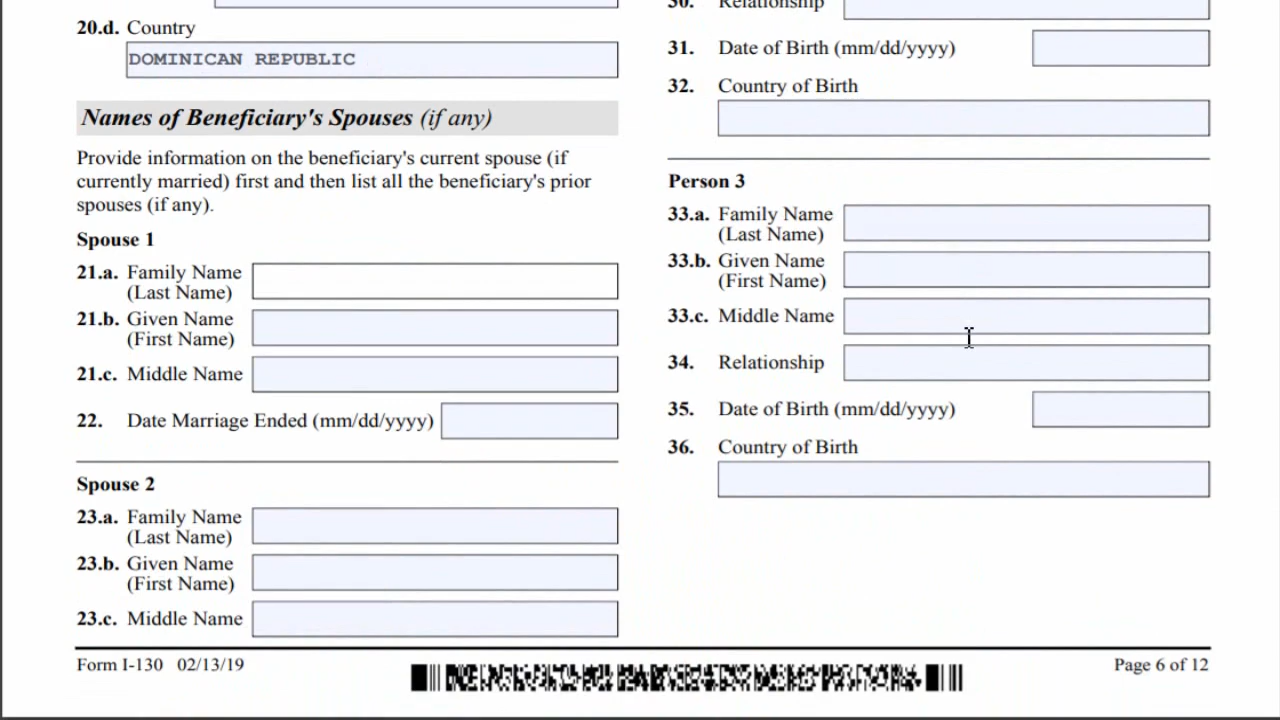 20.d. Country
DOMINICAN REPUBLIC
Names of Beneficiary's Spouses (if any)
Provide information on the beneficiary's current spouse (if
currently married) first and then list all the beneficiary's prior
spouses (if any).
Spouse 1
21.a. Family Name
(Last Name)
21.b. Given Name
(First Name)
21.c. Middle Name
22. Date Marriage Ended (mm/dd/yyyy)
Spouse 2
23.a. Family Name
(Last Name)
23.b. Given Name
(First Name)
23.c. Middle Name
30. Relationship
31. Date of Birth (mm/dd/yyyy)
32. Country of Birth
Person 3
33.a. Family Name
(Last Name)
33.b. Given Name
(First Name)
33.c. Middle Name
34. Relationship
35. Date of Birth (mm/dd/yyyy)
36. Country of Birth
Form I-130 02/13/19
Page 6 of 12